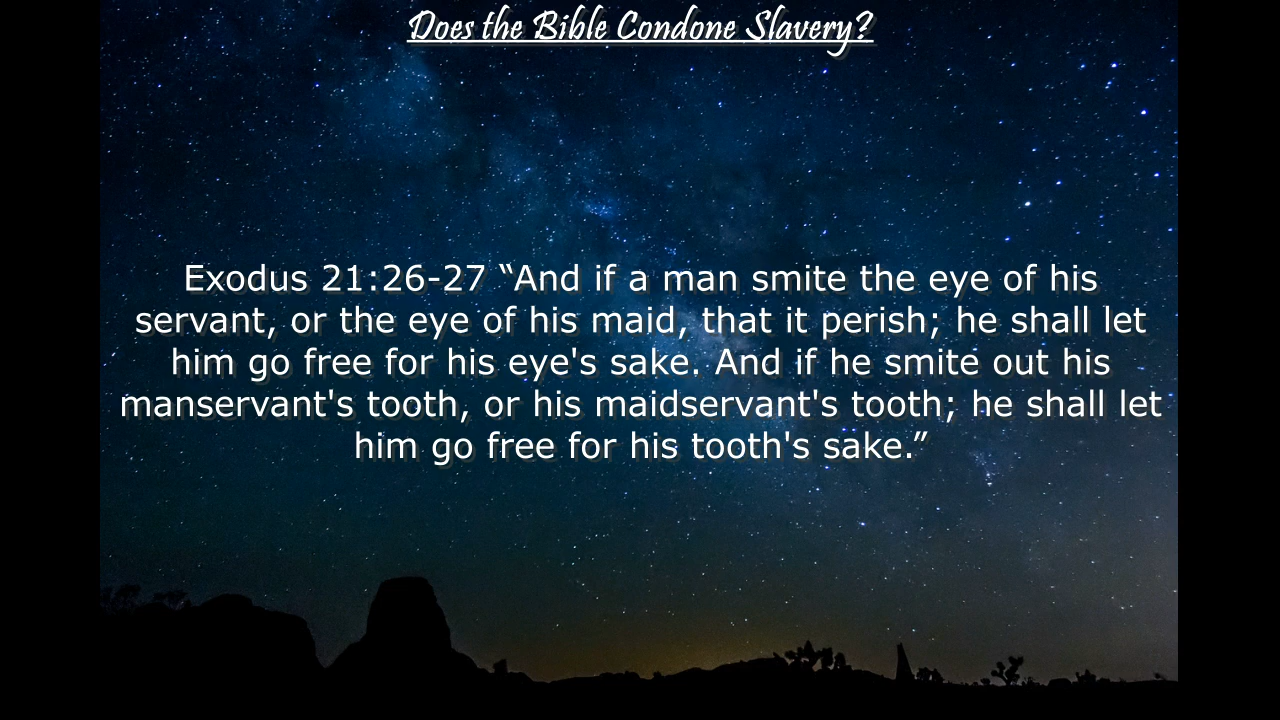 Does the Bible Condone Slavery?
Exodus 21:26-27 “And if a man smite the eye of his
servant, or the eye of his maid, that it perish; he shall let
him go free for his eye's sake. And if he smite out his
manservant's tooth, or his maidservant's tooth; he shall let
him go free for his tooth's sake.”